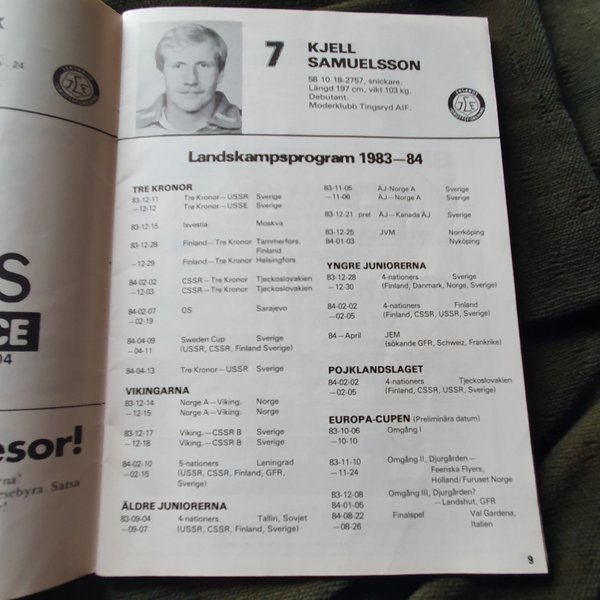 K
. 24
7
KJELL
SAMUELSSON
58 10 18-2757, snickare.
Längd 197 cm, vikt 103 kg.
Debutant.
Moderklubb Tingsryd AIF.
Landskampsprogram 1983—84
TRE KRONOR
83-12-11 Tre Kronor—USSR Sverige
—12-12 Tre Kronor—USSE Sverige
83-12-15 Isvestia Moskva
83-12-28 Finland—Tre Kronor Tammerfors,
Finland
—12-29 Finland—Tre Kronor Helsingfors
84-02-02 CSSR—Tre Kronor Tjeckoslovakien
—12-03 CSSR—Tre Kronor Tjeckoslovakien
84-02-07 OS Sarajevo
—02-19
84-04-09 Sweden Cup Sverige
—04-11 (USSR, CSSR, Finland Sverige)
84-04-13 Tre Kronor—USSR Sverige
VIKINGARNA
83-12-14 Norge A—Viking. Norge
—12-15 Norge A—Viking. Norge
83-12-17 Viking.—CSSR B Sverige
—12-18 Viking.—CSSR B Sverige
84-02-10 5-nationers Leningrad
—02-15 (USSR, CSSR, Finland, GFR,
Sverige)
ÄLDRE JUNIORERNA
83-09-04 4-nationers Tallin, Sovjet
—09-07 (USSR, CSSR, Finland, Sverige)
83-11-05 ÄJ-Norge A Sverige
—11-06 ÄJ—Norge A Sverige
83-12-21 prel ÄJ—Kanada ÄJ Sverige
83-12-25 JVM Norrköping
84-01-03 Nyköping
YNGRE JUNIORERNA
83-12-28 4-nationers Sverige
—12-30 (Finland, Danmark, Norge, Sverige)
84-02-02 4-nationers Finland
—02-05 (Finland, CSSR, USSR, Sverige)
84—April JEM
(sökande GFR, Schweiz, Frankrike)
POJKLANDSLAGET
84-02-02 4-nationers Tjeckoslovakien
—02-05 (Finland, CSSR, USSR, Sverige)
EUROPA-CUPEN (Preliminära datum)
83-10-06 Omgång I
—10-10
83-11-10 Omgång II, Djurgården—
—11-24 Feenska Flyers,
Holland/Furuset Norge
83-12-08 Omgång III, Djurgården?
84-01-05 —Landshut, GFR
84-08-22 Finalspel Val Gardena,
—08-26 Italien
9
S
CE
04
esor!
rna!
esebyra. Satsa